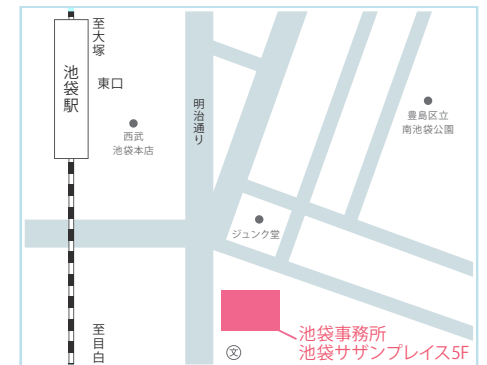 至大塚
池袋駅
東口
西武
池袋本店
明治通り
豊島区立
南池袋公園
ジュンク堂
至目白
文
池袋事務所
池袋サザンプレイス5F